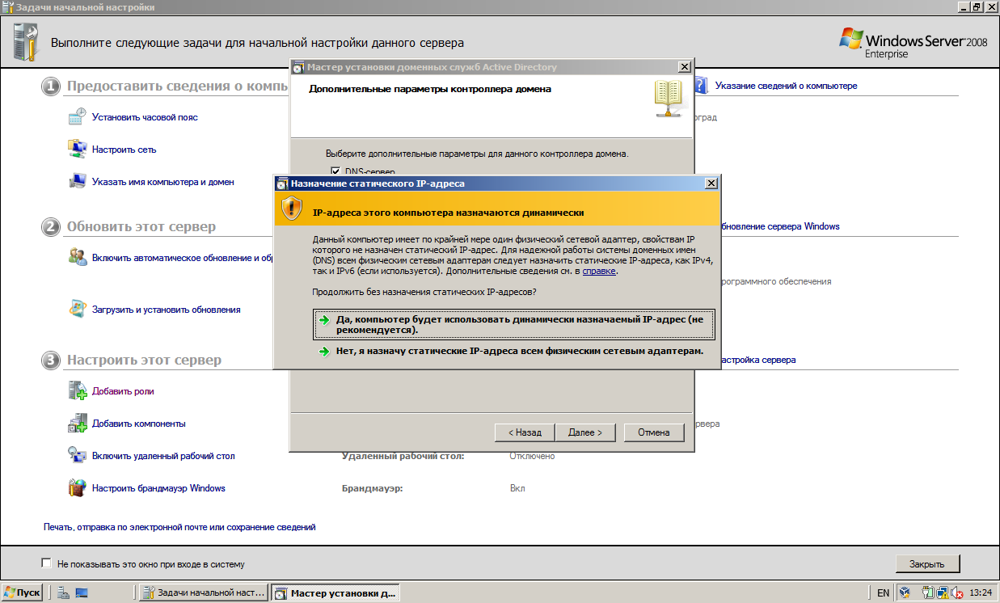 Задачи начальной настройки
Выполните следующие задачи для начальной настройки данного сервера
Windows Server 2008
Enterprise
1 Предоставить сведения о компь
Указание сведений о компьютере
Установить часовой пояс
оград
Настроить сеть
Указать имя компьютера и домен
2 Обновить этот сервер
бновление сервера Windows
Включить автоматическое обновление и обр
рограммного обеспечения
Загрузить и установить обновления
3 Настроить этот сервер
астройка сервера
Добавить роли
Добавить компоненты
ервера
Включить удаленный рабочий стол
Удаленный рабочий стол:
Отключено
Настроить брандмауэр Windows
Брандмауэр:
Вкл
Печать, отправка по электронной почте или сохранение сведений
Не показывать это окно при входе в систему
Закрыть
Мастер установки доменных служб Active Directory
Дополнительные параметры контроллера домена
Выберите дополнительные параметры для данного контроллера домена.
DNS-сервер
Назначение статического IP-адреса
IP-адреса этого компьютера назначаются динамически
Данный компьютер имеет по крайней мере один физический сетевой адаптер, свойствам IP
которого не назначен статический IP-адрес. Для надежной работы системы доменных имен
(DNS) всем физическим сетевым адаптерам следует назначить статические IP-адреса, как IPv4,
так и IPv6 (если используется). Дополнительные сведения см. в справке.
Продолжить без назначения статических IP-адресов?
Да, компьютер будет использовать динамически назначаемый IP-адрес (не
рекомендуется).
Нет, я назначу статические IP-адреса всем физическим сетевым адаптерам.
< Назад
Далее >
Отмена
Пуск
Задачи начальной наст...
Мастер установки д...
EN
13:24